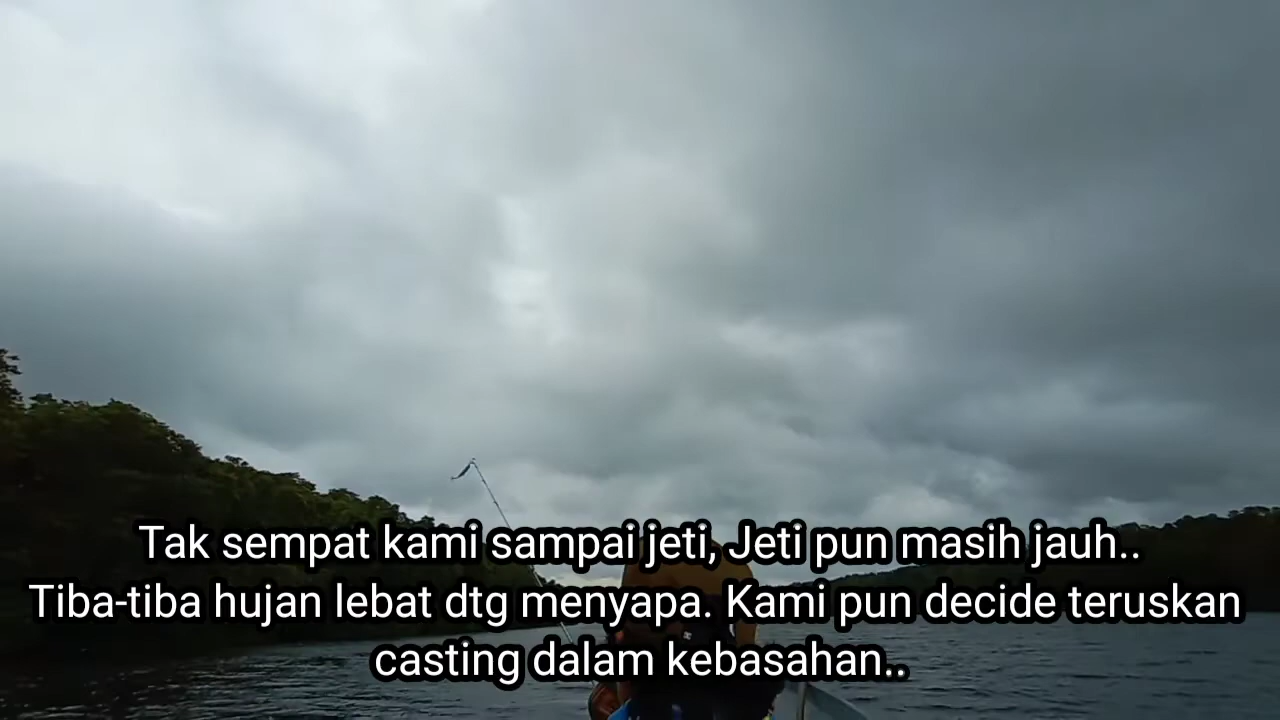 Tak sempat kami sampai jeti, Jeti pun masih jauh..
Tiba-tiba hujan lebat dtg menyapa. Kami pun decide teruskan
casting dalam kebasahan..